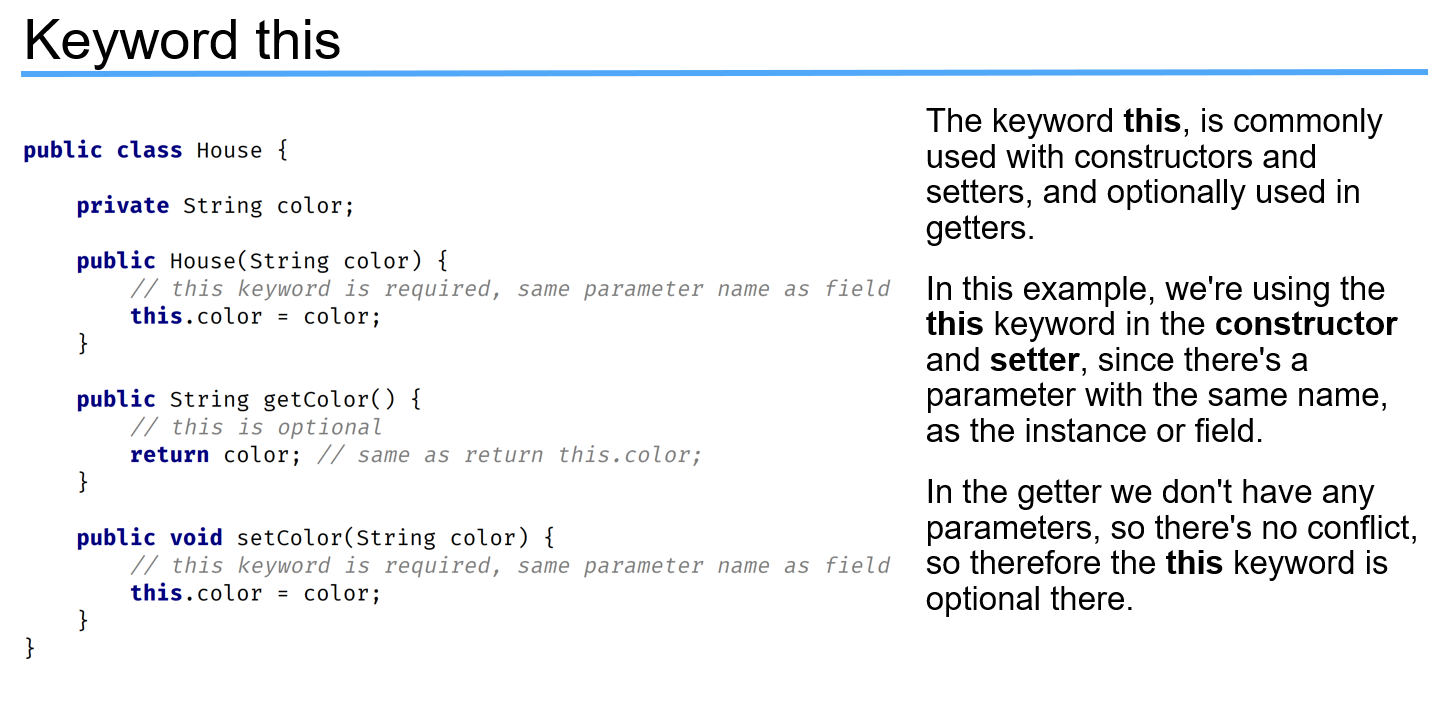 Keyword this
public class House {
private String color;
public House(String color) {
// this keyword is required, same parameter name as field
this.color = color;
}
public String getColor() {
// this is optional
return color; // same as return this.color;
}
public void setColor(String color) {
// this keyword is required, same parameter name as field
this.color = color;
}
}
The keyword this, is commonly
used with constructors and
setters, and optionally used in
getters.
In this example, we're using the
this keyword in the constructor
and setter, since there's a
parameter with the same name,
as the instance or field.
In the getter we don't have any
parameters, so there's no conflict,
so therefore the this keyword is
optional there.